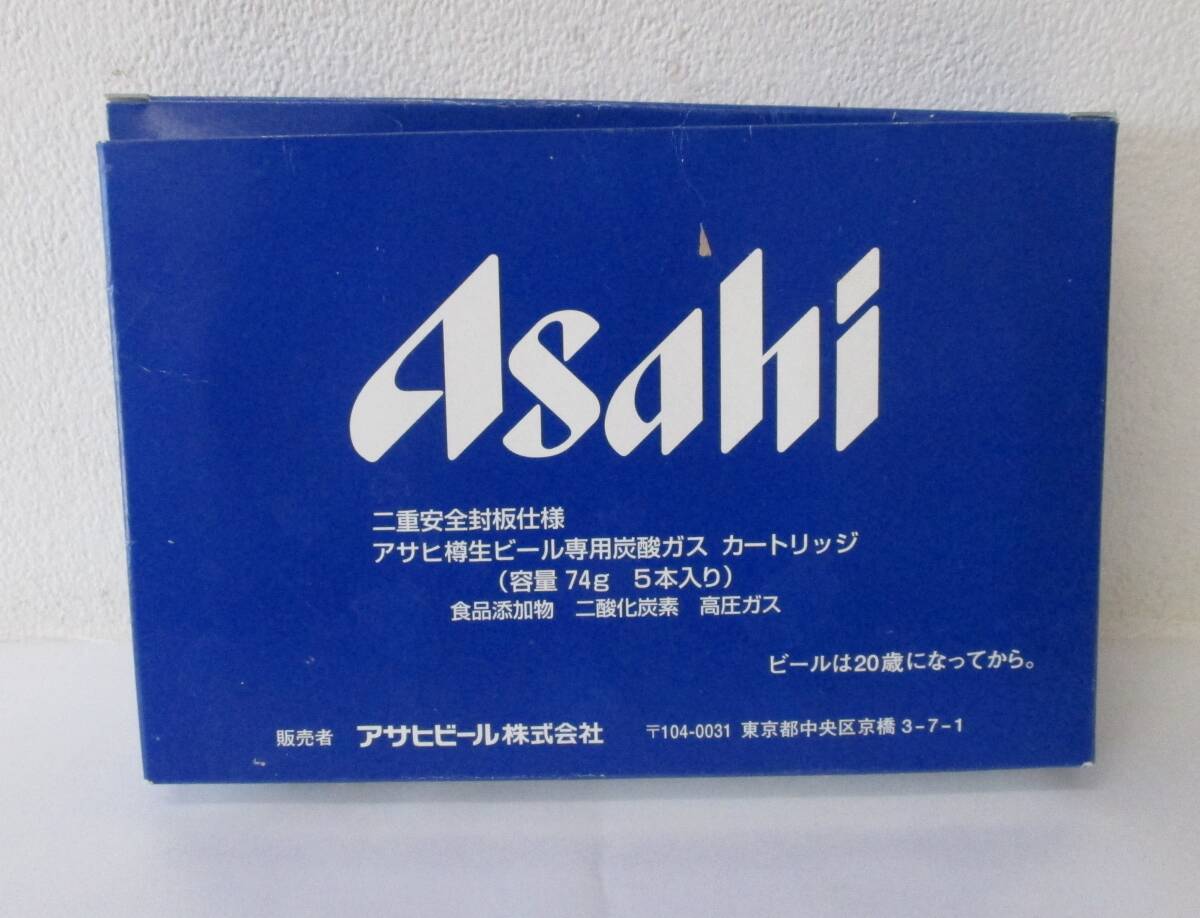 Asahi
二重安全封板仕様
アサヒ樽生ビール専用炭酸ガス カートリッジ
(容量 74g 5本入り)
食品添加物 二酸化炭素 高圧ガス
ビールは20歳になってから。
販売者 アサヒビール株式会社 〒104-0031 東京都中央区京橋 3-7-1